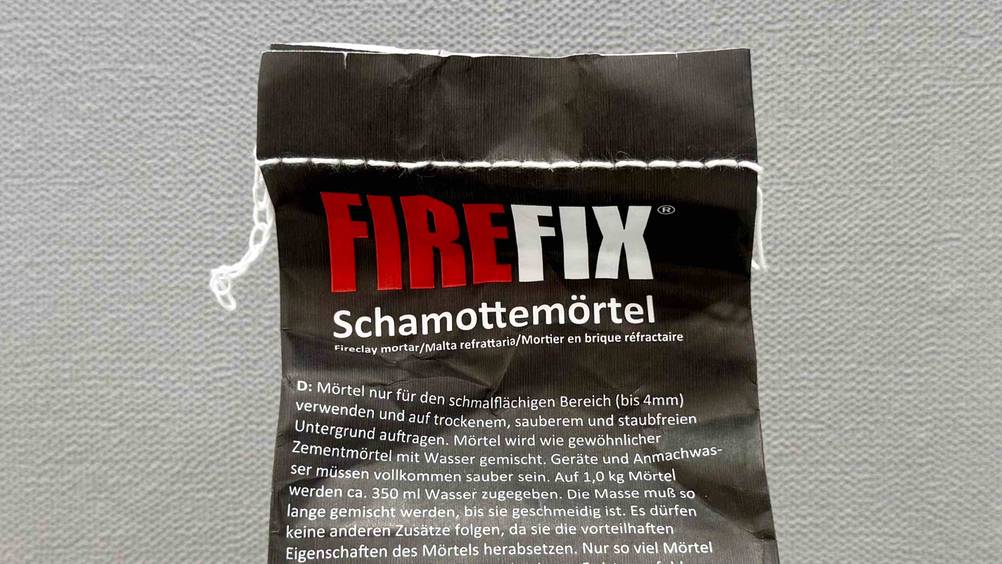 FIREFIX®
Schamottemörtel
Fireclay mortar/Malta refrattaria/Mortier en brique réfractaire
D: Mörtel nur für den schmalflächigen Bereich (bis 4mm)
verwenden und auf trockenem, sauberem und staubfreien
Untergrund auftragen. Mörtel wird wie gewöhnlicher
Zementmörtel mit Wasser gemischt. Geräte und Anmachwas-
ser müssen vollkommen sauber sein. Auf 1,0 kg Mörtel
werden ca. 350 ml Wasser zugegeben. Die Masse muß so
lange gemischt werden, bis sie geschmeidig ist. Es dürfen
keine anderen Zusätze folgen, da sie die vorteilhaften
Eigenschaften des Mörtels herabsetzen. Nur so viel Mörtel